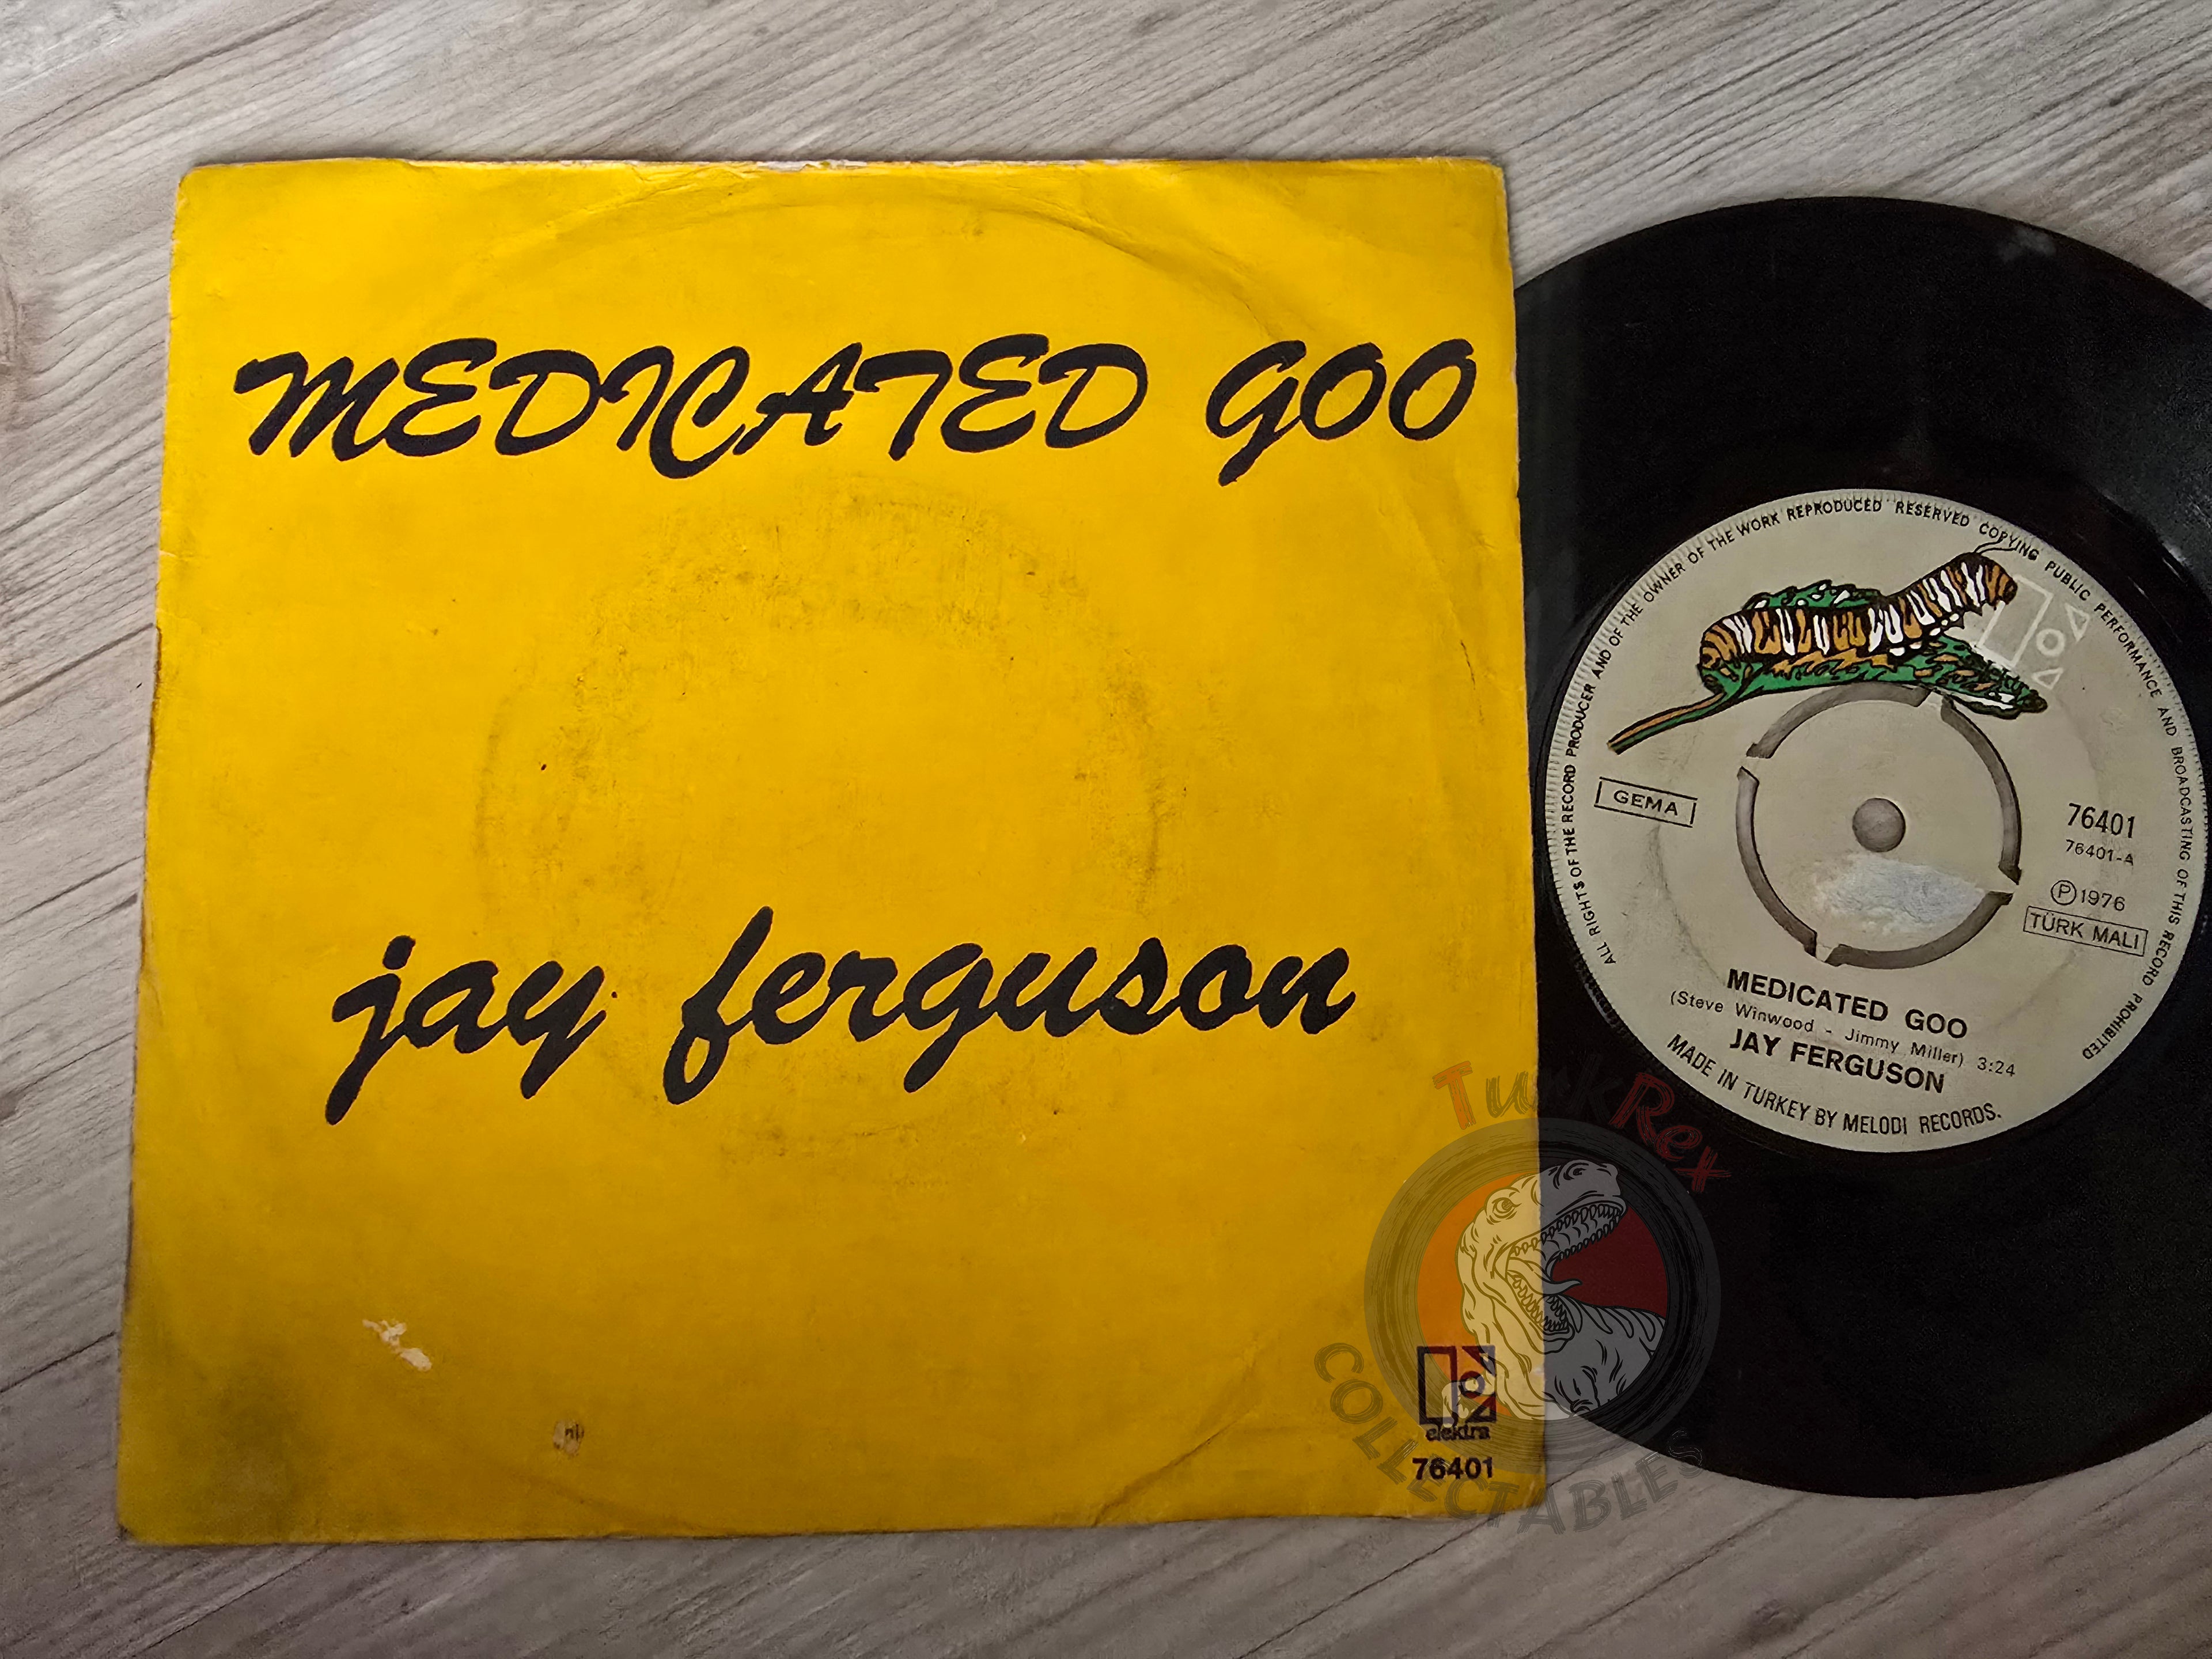 MEDICATED GOO
jay ferguson
elektra
76401
ALL RIGHTS OF THE RECORD PRODUCER AND OF THE OWNER OF THE WORK REPRODUCED RESERVED COPYING PUBLIC PERFORMANCE AND BROADCASTING OF THIS RECORD PROHIBITED
GEMA
76401
76401-A
Ⓟ 1976
TÜRK MALI
MEDICATED GOO
(Steve Winwood - Jimmy Miller) 3:24
JAY FERGUSON
MADE IN TURKEY BY MELODI RECORDS.
TurkRex
COLLECTABLES